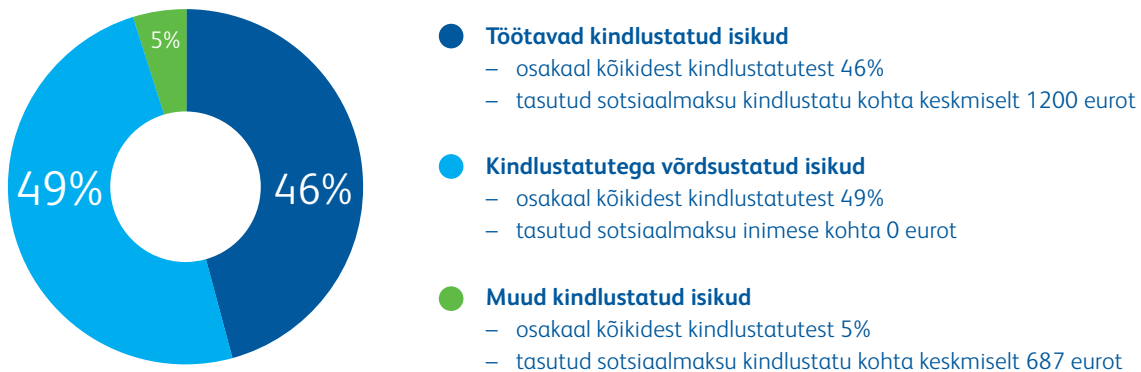 5%
49%
46%
Töötavad kindlustatud isikud
– osakaal kõikidest kindlustatutest 46%
– tasutud sotsiaalmaksu kindlustatu kohta keskmiselt 1200 eurot
Kindlustatutega võrdsustatud isikud
– osakaal kõikidest kindlustatutest 49%
– tasutud sotsiaalmaksu inimese kohta 0 eurot
Muud kindlustatud isikud
– osakaal kõikidest kindlustatutest 5%
– tasutud sotsiaalmaksu kindlustatu kohta keskmiselt 687 eurot